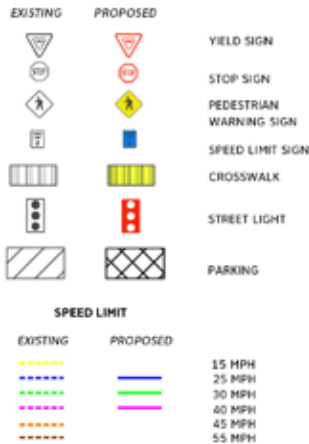 EXISTING PROPOSED
YIELD SIGN
STOP
STOP
STOP SIGN
PEDESTRIAN
WARNING SIGN
SPEED LIMIT SIGN
CROSSWALK
STREET LIGHT
PARKING
SPEED LIMIT
EXISTING PROPOSED
15 MPH
25 MPH
30 MPH
40 MPH
45 MPH
55 MPH